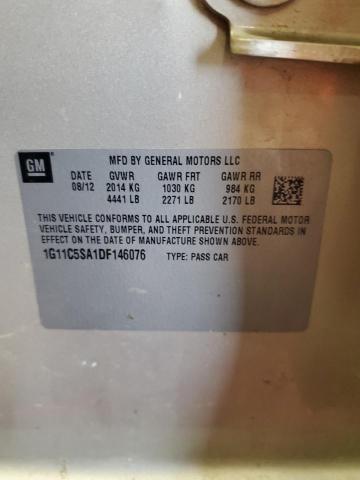 GM
MFD BY GENERAL MOTORS LLC
DATE GVWR GAWR FRT GAWR RR
08/12 2014 KG 1030 KG 984 KG
4441 LB 2271 LB 2170 LB
THIS VEHICLE CONFORMS TO ALL APPLICABLE U.S. FEDERAL MOTOR
VEHICLE SAFETY, BUMPER, AND THEFT PREVENTION STANDARDS IN
EFFECT ON THE DATE OF MANUFACTURE SHOWN ABOVE.
1G11C5SA1DF146076 TYPE: PASS CAR